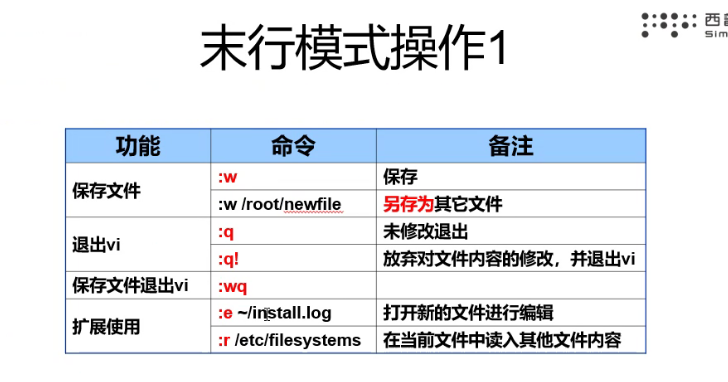 西普
Sim
末行模式操作1
功能 命令 备注
保存文件 :w 保存
:w /root/newfile 另存为其它文件
退出vi :q 未修改退出
:q! 放弃对文件内容的修改，并退出vi
保存文件退出vi :wq
扩展使用 :e ~/install.log 打开新的文件进行编辑
:r /etc/filesystems 在当前文件中读入其他文件内容